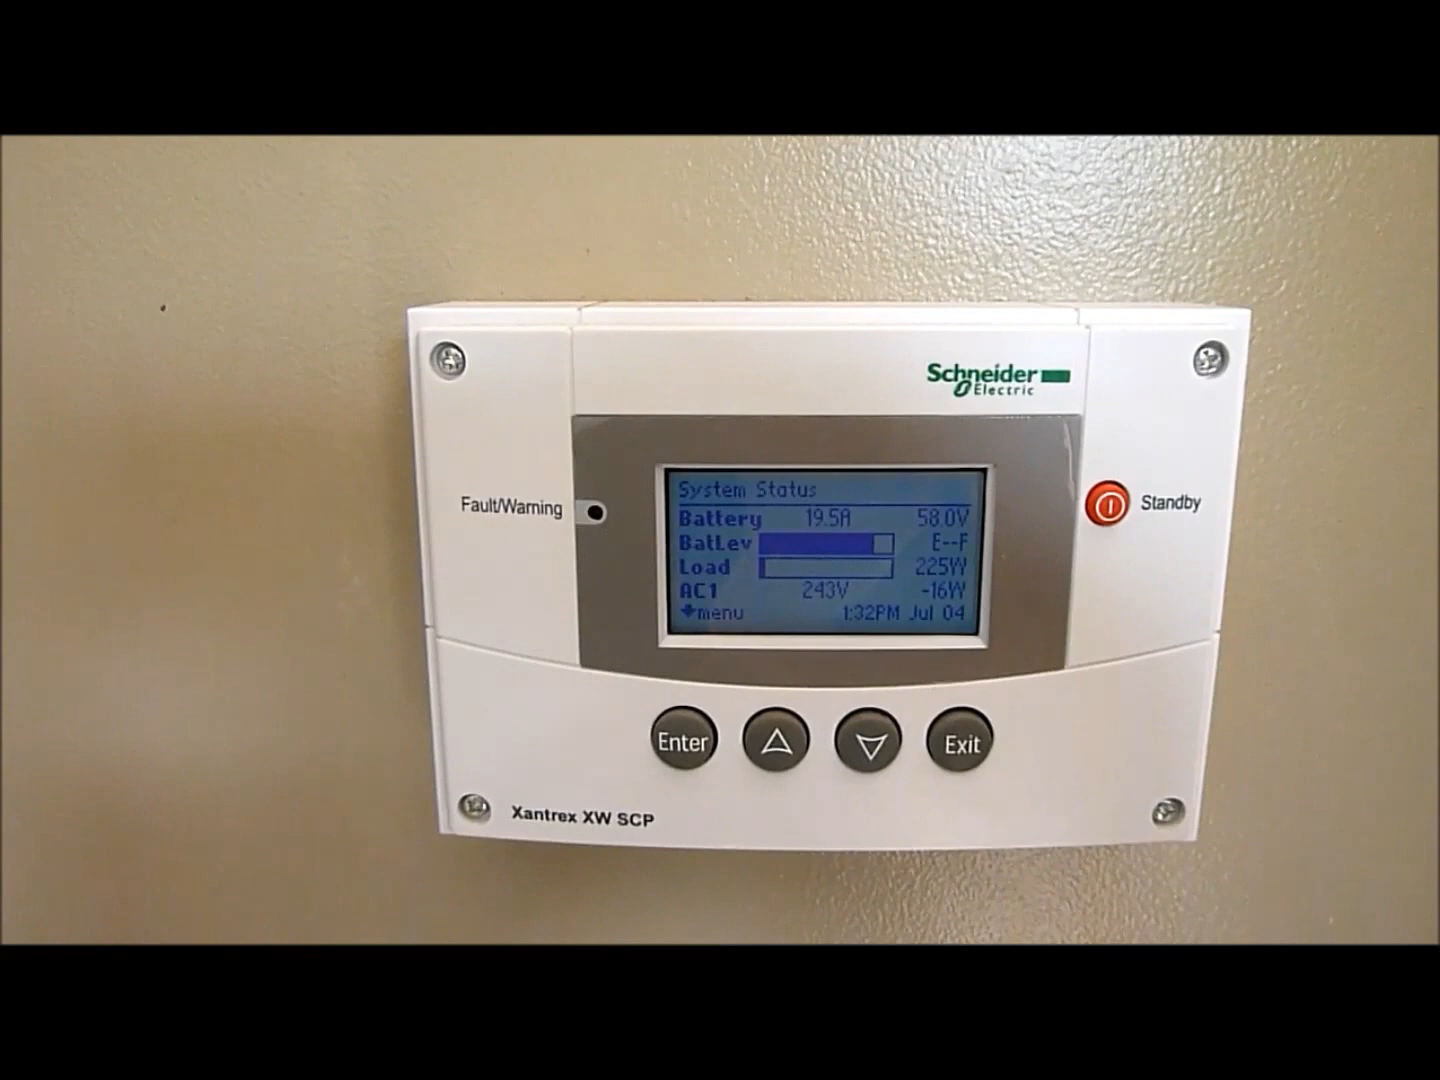 Schneider
Electric
Fault/Warning
System Status
Battery 19.5A 58.0V
BatLev E--F
Load 225W
AC1 243V -16W
menu 1:32PM Jul 04
Standby
Enter
Exit
Xantrex XW SCP